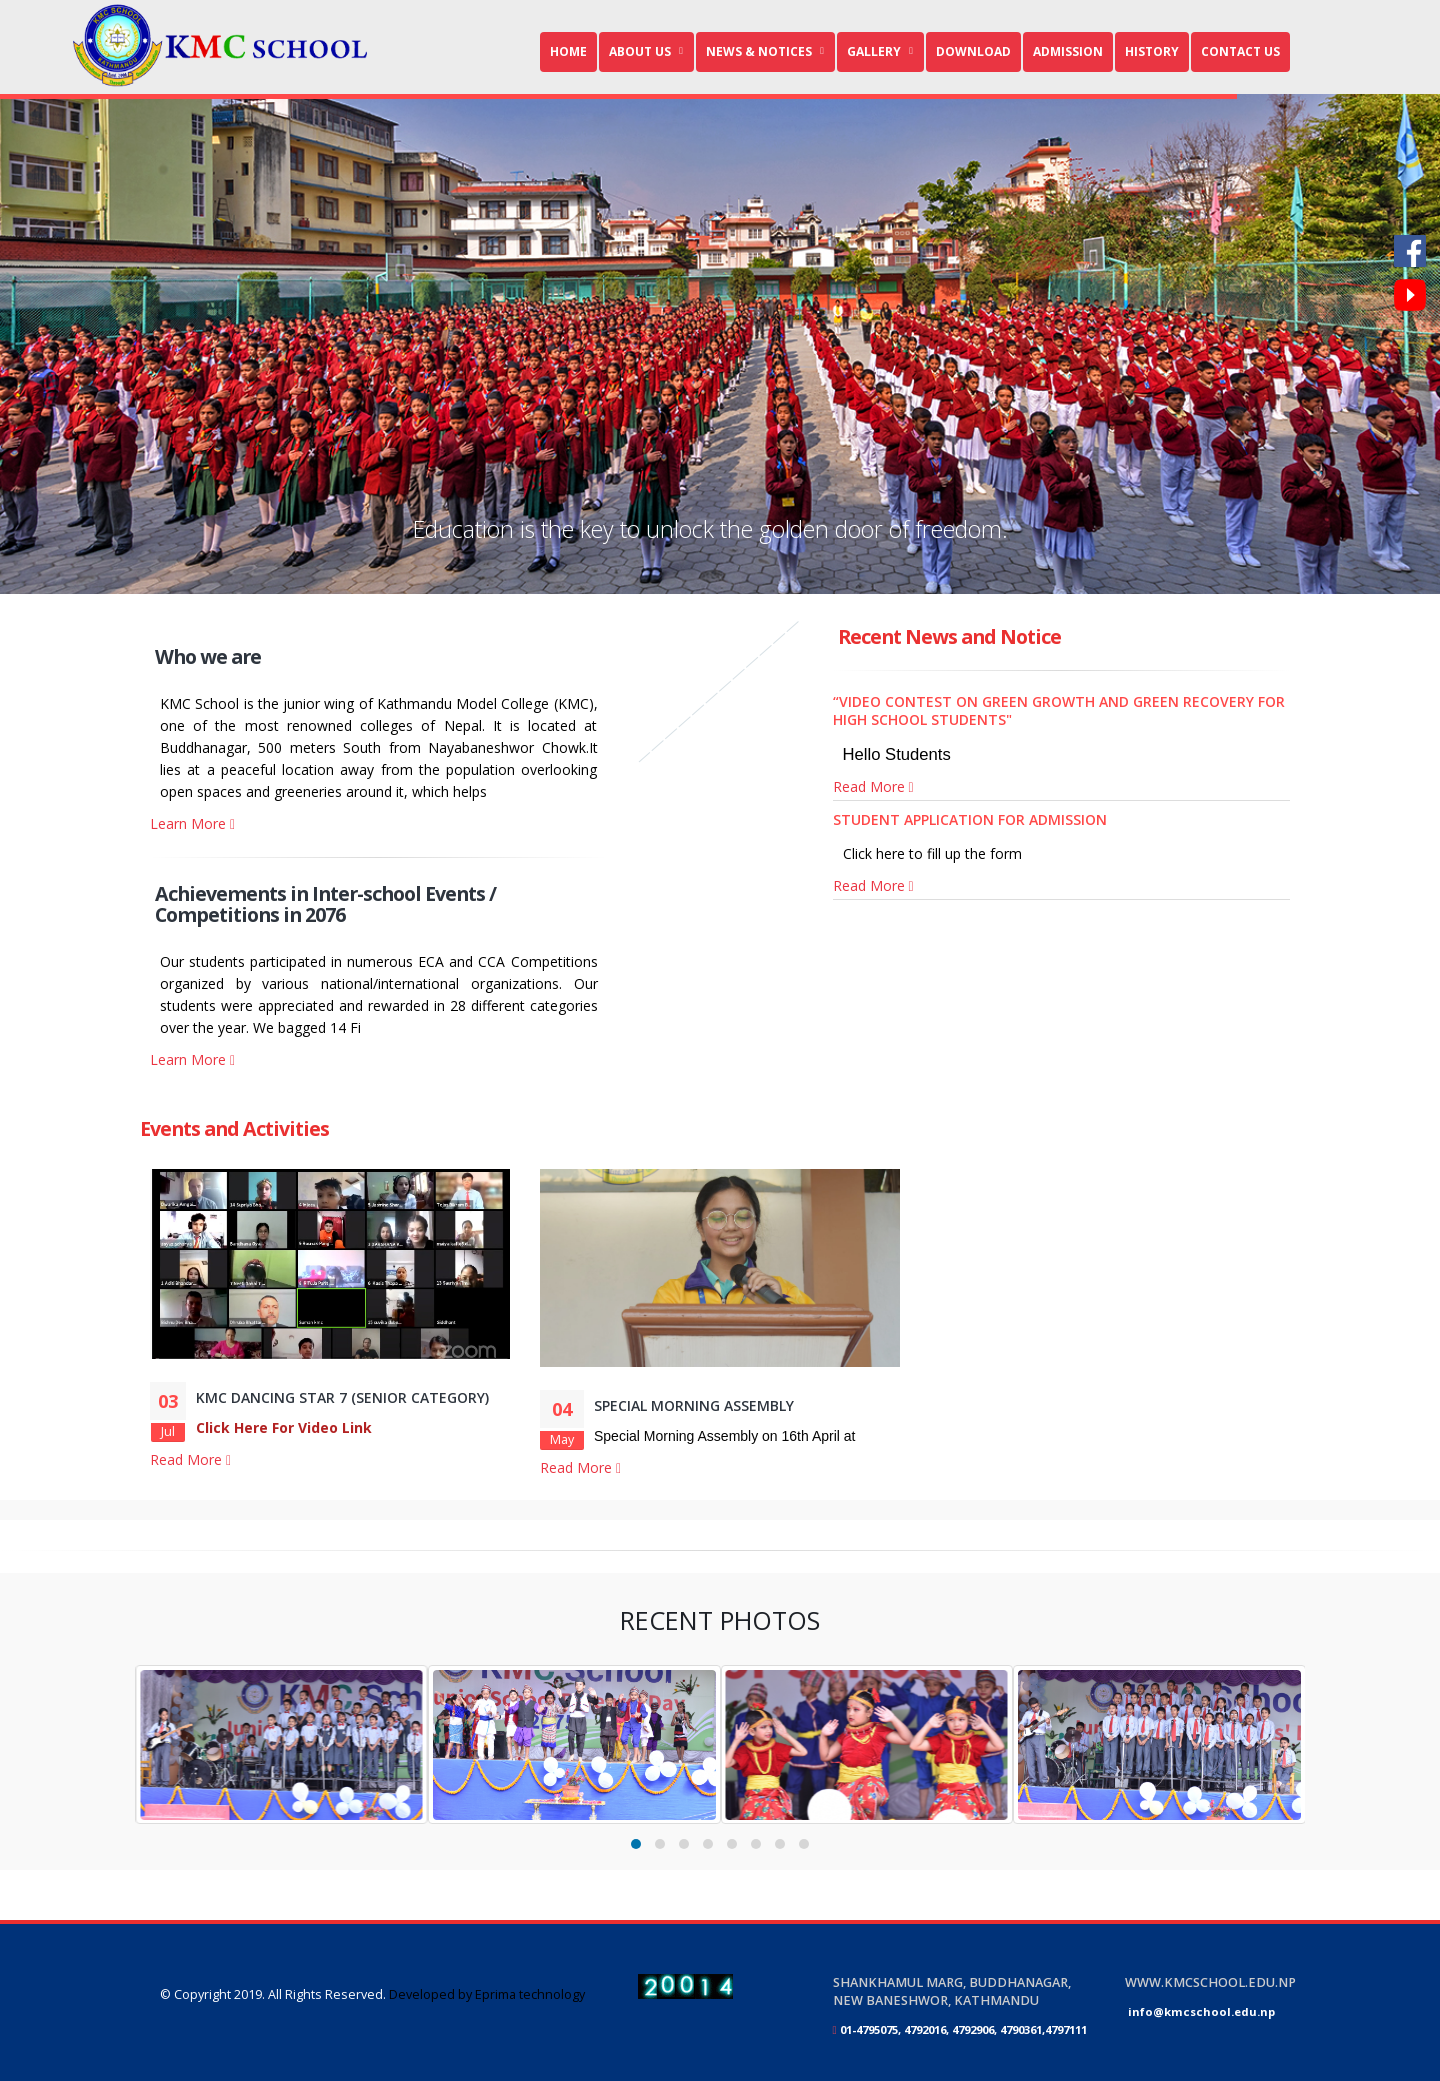 KMC SCHOOL
KATHMANDU
KMC SCHOOL
HOME
ABOUT US
NEWS & NOTICES
GALLERY
DOWNLOAD
ADMISSION
HISTORY
CONTACT US
Education is the key to unlock the golden door of freedom.
Who we are
KMC School is the junior wing of Kathmandu Model College (KMC),
one of the most renowned colleges of Nepal. It is located at
Buddhanagar, 500 meters South from Nayabaneshwor Chowk.It
lies at a peaceful location away from the population overlooking
open spaces and greeneries around it, which helps
Learn More
Achievements in Inter-school Events /
Competitions in 2076
Our students participated in numerous ECA and CCA Competitions
organized by various national/international organizations. Our
students were appreciated and rewarded in 28 different categories
over the year. We bagged 14 Fi
Learn More
Recent News and Notice
“VIDEO CONTEST ON GREEN GROWTH AND GREEN RECOVERY FOR
HIGH SCHOOL STUDENTS"
Hello Students
Read More
STUDENT APPLICATION FOR ADMISSION
Click here to fill up the form
Read More
Events and Activities
zoom
03
Jul
KMC DANCING STAR 7 (SENIOR CATEGORY)
Click Here For Video Link
Read More
04
May
SPECIAL MORNING ASSEMBLY
Special Morning Assembly on 16th April at
Read More
RECENT PHOTOS
KMC Sch
KMC School
© Copyright 2019. All Rights Reserved. Developed by Eprima technology
20014
SHANKHAMUL MARG, BUDDHANAGAR,
NEW BANESHWOR, KATHMANDU
01-4795075, 4792016, 4792906, 4790361,4797111
WWW.KMCSCHOOL.EDU.NP
info@kmcschool.edu.np